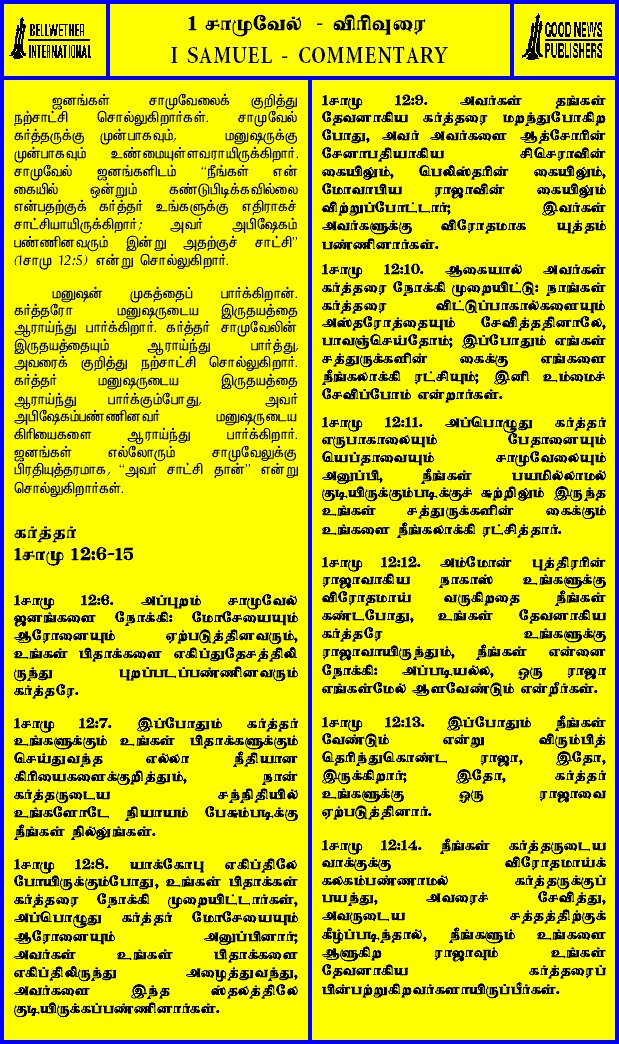 BELLWETHER
INTERNATIONAL
1 சாமுவேல் - விரிவுரை
I SAMUEL - COMMENTARY
GOOD NEWS
PUBLISHERS
ஜனங்கள் சாமுவேலைக் குறித்து
நற்சாட்சி சொல்லுகிறார்கள். சாமுவேல்
கர்த்தருக்கு முன்பாகவும், மனுஷருக்கு
முன்பாகவும் உண்மையுள்ளவராயிருக்கிறார்.
சாமுவேல் ஜனங்களிடம் “நீங்கள் என்
கையில் ஒன்றும் கண்டுபிடிக்கவில்லை
என்பதற்குக் கர்த்தர் உங்களுக்கு எதிராகச்
சாட்சியாயிருக்கிறார்; அவர் அபிஷேகம்
பண்ணினவரும் இன்று அதற்குச் சாட்சி”
(1சாமு 12:5) என்று சொல்லுகிறார்.
மனுஷன் முகத்தைப் பார்க்கிறான்.
கர்த்தரோ மனுஷருடைய இருதயத்தை
ஆராய்ந்து பார்க்கிறார். கர்த்தர் சாமுவேலின்
இருதயத்தையும் ஆராய்ந்து பார்த்து,
அவரைக் குறித்து நற்சாட்சி சொல்லுகிறார்.
கர்த்தர் மனுஷருடைய இருதயத்தை
ஆராய்ந்து பார்க்கும்போது, அவர்
அபிஷேகம்பண்ணினவர் மனுஷருடைய
கிரியைகளை ஆராய்ந்து பார்க்கிறார்.
ஜனங்கள் எல்லோரும் சாமுவேலுக்கு
பிரதியுத்தரமாக, “அவர் சாட்சி தான்” என்று
சொல்லுகிறார்கள்.
கர்த்தர்
1சாமு 12:6-15
1சாமு 12:6. அப்புறம் சாமுவேல்
ஜனங்களை நோக்கி: மோசேயையும்
ஆரோனையும் ஏற்படுத்தினவரும்,
உங்கள் பிதாக்களை எகிப்துதேசத்திலி
ருந்து புறப்படப்பண்ணினவரும்
கர்த்தரே.
1சாமு 12:7. இப்போதும் கர்த்தர்
உங்களுக்கும் உங்கள் பிதாக்களுக்கும்
செய்துவந்த எல்லா நீதியான
கிரியைகளைக்குறித்தும், நான்
கர்த்தருடைய சந்நிதியில்
உங்களோடே நியாயம் பேசும்படிக்கு
நீங்கள் நில்லுங்கள்.
1சாமு 12:8. யாக்கோபு எகிப்திலே
போயிருக்கும்போது, உங்கள் பிதாக்கள்
கர்த்தரை நோக்கி முறையிட்டார்கள்,
அப்பொழுது கர்த்தர் மோசேயையும்
ஆரோனையும் அனுப்பினார்;
அவர்கள் உங்கள் பிதாக்களை
எகிப்திலிருந்து அழைத்துவந்து,
அவர்களை இந்த ஸ்தலத்திலே
குடியிருக்கப்பண்ணினார்கள்.
1சாமு 12:9. அவர்கள் தங்கள்
தேவனாகிய கர்த்தரை மறந்துபோகிற
போது, அவர் அவர்களை ஆத்சோரின்
சேனாபதியாகிய சிசெராவின்
கையிலும், பெலிஸ்தரின் கையிலும்,
மோவாபிய ராஜாவின் கையிலும்
விற்றுப்போட்டார்; இவர்கள்
அவர்களுக்கு விரோதமாக யுத்தம்
பண்ணினார்கள்.
1சாமு 12:10. ஆகையால் அவர்கள்
கர்த்தரை நோக்கி முறையிட்டு: நாங்கள்
கர்த்தரை விட்டுப்பாகால்களையும்
அஸ்தரோத்தையும் சேவித்ததினாலே,
பாவஞ்செய்தோம்; இப்போதும் எங்கள்
சத்துருக்களின் கைக்கு எங்களை
நீங்கலாக்கி ரட்சியும்; இனி உம்மைச்
சேவிப்போம் என்றார்கள்.
1சாமு 12:11. அப்பொழுது கர்த்தர்
எருபாகாலையும் பேதானையும்
யெப்தாவையும் சாமுவேலையும்
அனுப்பி, நீங்கள் பயமில்லாமல்
குடியிருக்கும்படிக்குச் சுற்றிலும் இருந்த
உங்கள் சத்துருக்களின் கைக்கும்
உங்களை நீங்கலாக்கி ரட்சித்தார்.
1சாமு 12:12. அம்மோன் புத்திரரின்
ராஜாவாகிய நாகாஸ் உங்களுக்கு
விரோதமாய் வருகிறதை நீங்கள்
கண்டபோது, உங்கள் தேவனாகிய
கர்த்தரே உங்களுக்கு
ராஜாவாயிருந்தும், நீங்கள் என்னை
நோக்கி: அப்படியல்ல, ஒரு ராஜா
எங்கள்மேல் ஆளவேண்டும் என்றீர்கள்.
1சாமு 12:13. இப்போதும் நீங்கள்
வேண்டும் என்று விரும்பித்
தெரிந்துகொண்ட ராஜா, இதோ,
இருக்கிறார்; இதோ, கர்த்தர்
உங்களுக்கு ஒரு ராஜாவை
ஏற்படுத்தினார்.
1சாமு 12:14. நீங்கள் கர்த்தருடைய
வாக்குக்கு விரோதமாய்க்
கலகம்பண்ணாமல் கர்த்தருக்குப்
பயந்து, அவரைச் சேவித்து,
அவருடைய சத்தத்திற்குக்
கீழ்ப்படிந்தால், நீங்களும் உங்களை
ஆளுகிற ராஜாவும் உங்கள்
தேவனாகிய கர்த்தரைப்
பின்பற்றுகிறவர்களாயிருப்பீர்கள்.